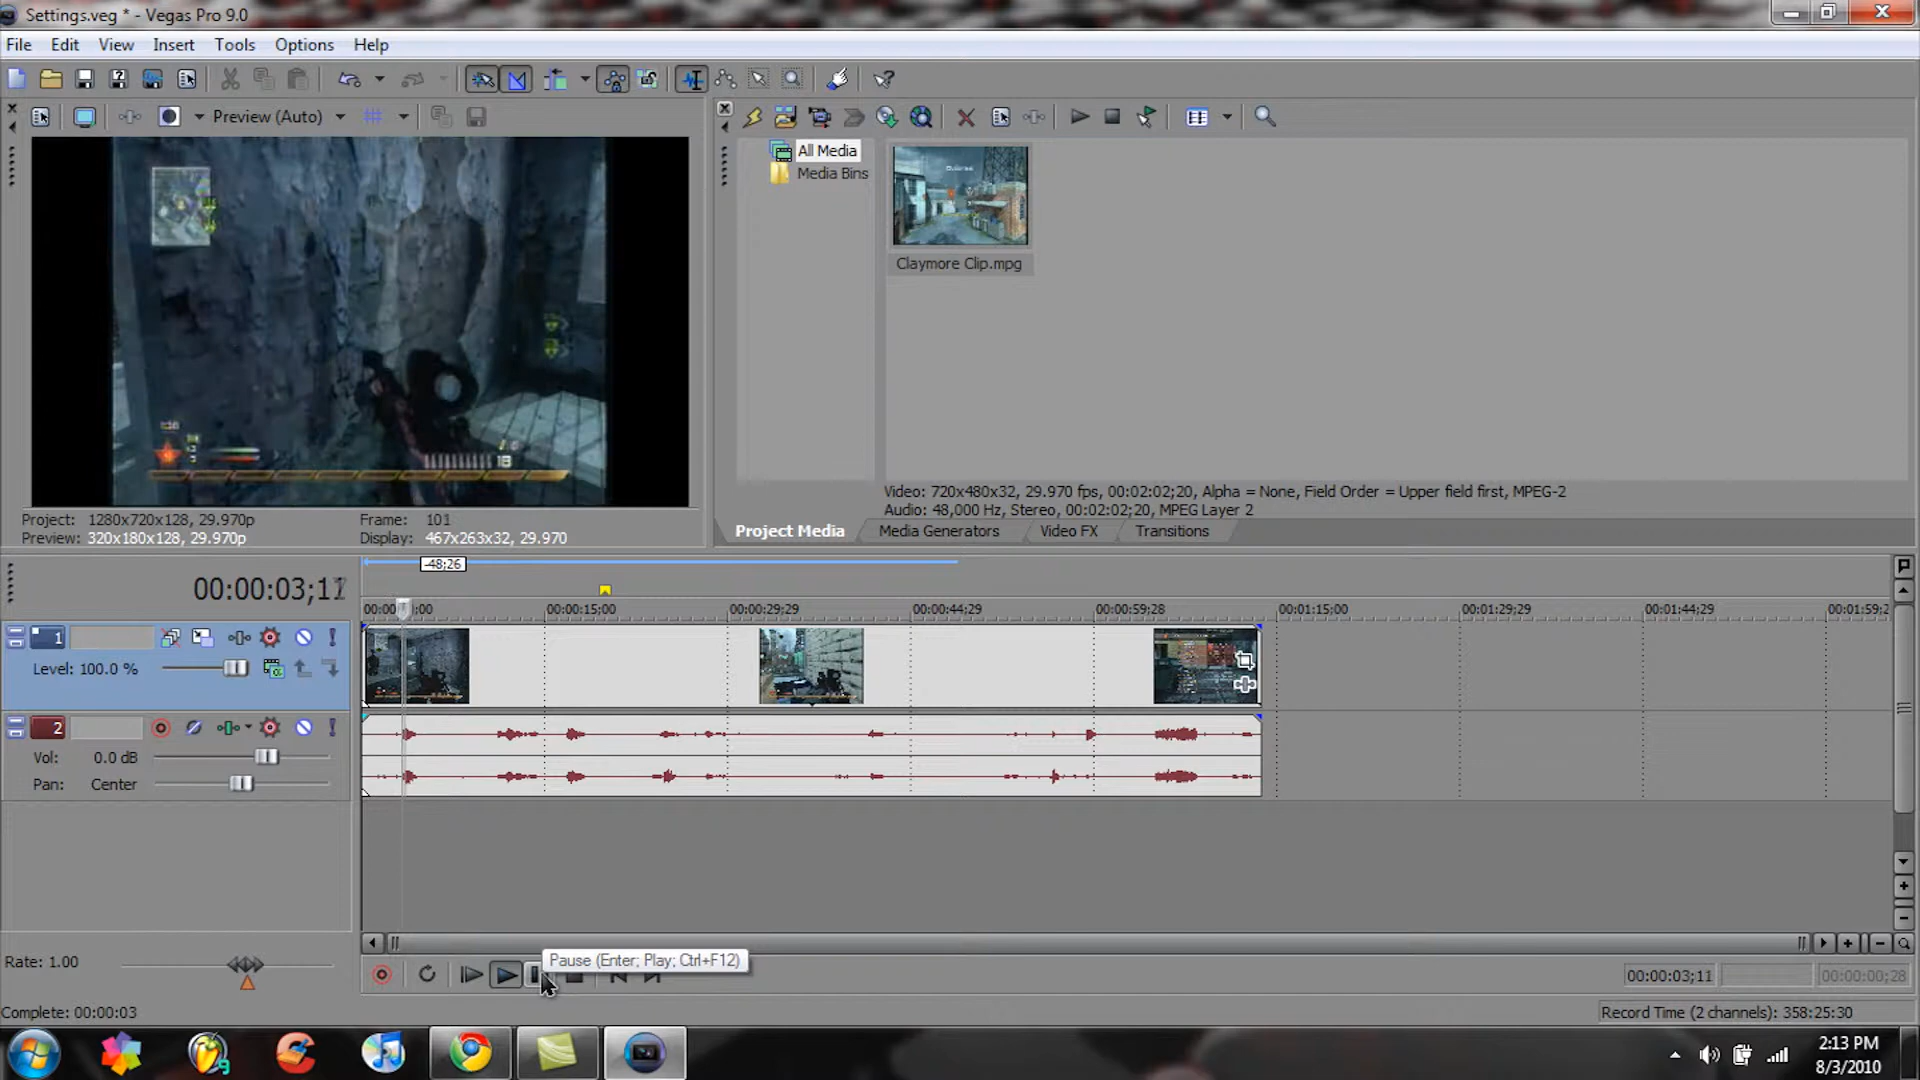 Settings.veg * - Vegas Pro 9.0
File Edit View Insert Tools Options Help
Preview (Auto)
All Media
Media Bins
Claymore Clip.mpg
Video: 720x480x32, 29.970 fps, 00:02:02;20, Alpha = None, Field Order = Upper field first, MPEG-2
Audio: 48,000 Hz, Stereo, 00:02:02;20, MPEG Layer 2
Project: 1280x720x128, 29.970p
Frame: 101
Preview: 320x180x128, 29.970p
Display: 467x263x32, 29.970
Project Media Media Generators Video FX Transitions
-48;26
00:00:03;11
00:00:15;00 00:00:29;29 00:00:44;29 00:00:59;28 00:01:15;00 00:01:29;29 00:01:44;29 00:01:59;2
1
Level: 100.0 %
2
Vol: 0.0 dB
Pan: Center
Rate: 1.00
Pause (Enter; Play; Ctrl+F12)
00:00:03;11
00:00:00;28
Complete: 00:00:03
Record Time (2 channels): 358:25:30
2:13 PM
8/3/2010